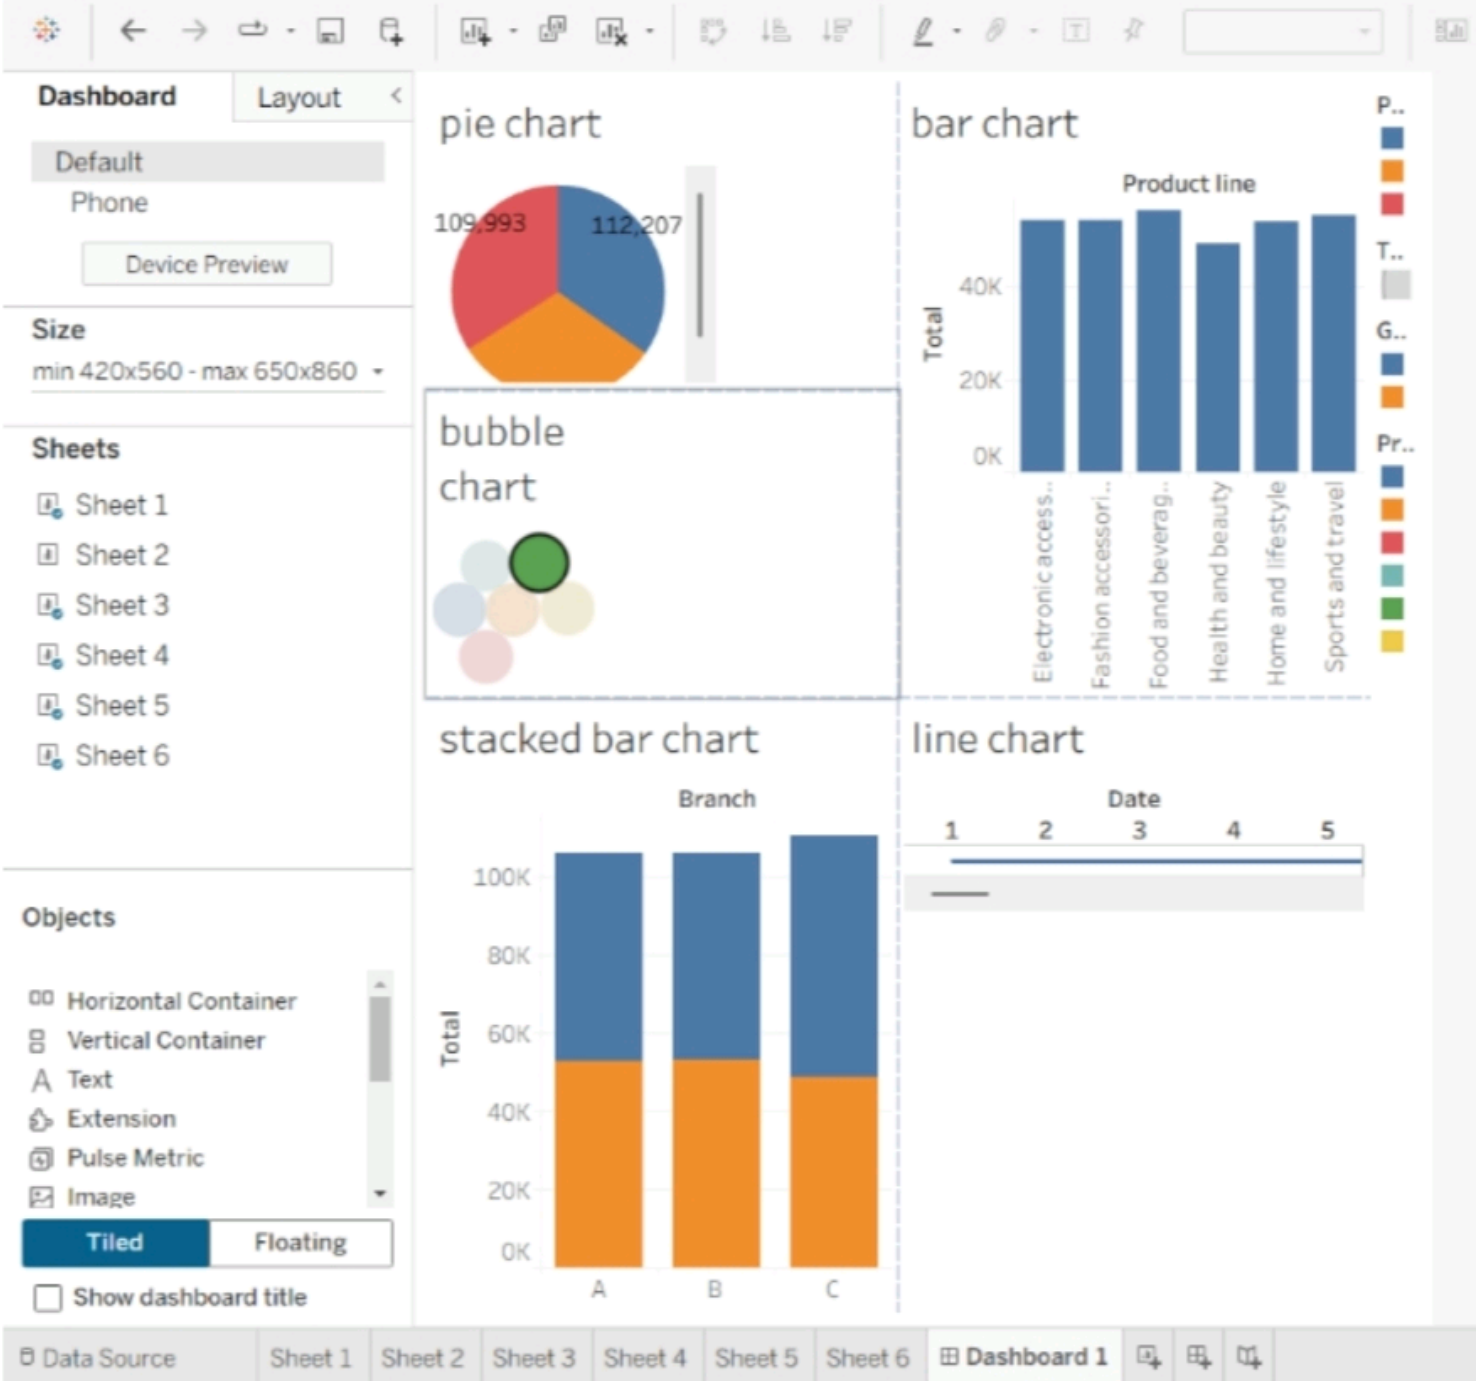 Dashboard
Layout
Default
Phone
Device Preview
Size
min 420x560 - max 650x860
Sheets
Sheet 1
Sheet 2
Sheet 3
Sheet 4
Sheet 5
Sheet 6
Objects
Horizontal Container
Vertical Container
A Text
Extension
Pulse Metric
Image
Tiled
Floating
Show dashboard title
pie chart
109,993
112,207
bubble
chart
stacked bar chart
Branch
Total
100K
80K
60K
40K
20K
0K
A
B
C
bar chart
Product line
Total
40K
20K
0K
Electronic access..
Fashion accessori..
Food and beverag..
Health and beauty
Home and lifestyle
Sports and travel
P..
T..
G..
Pr..
line chart
Date
1 2 3 4 5
Data Source
Sheet 1
Sheet 2
Sheet 3
Sheet 4
Sheet 5
Sheet 6
Dashboard 1